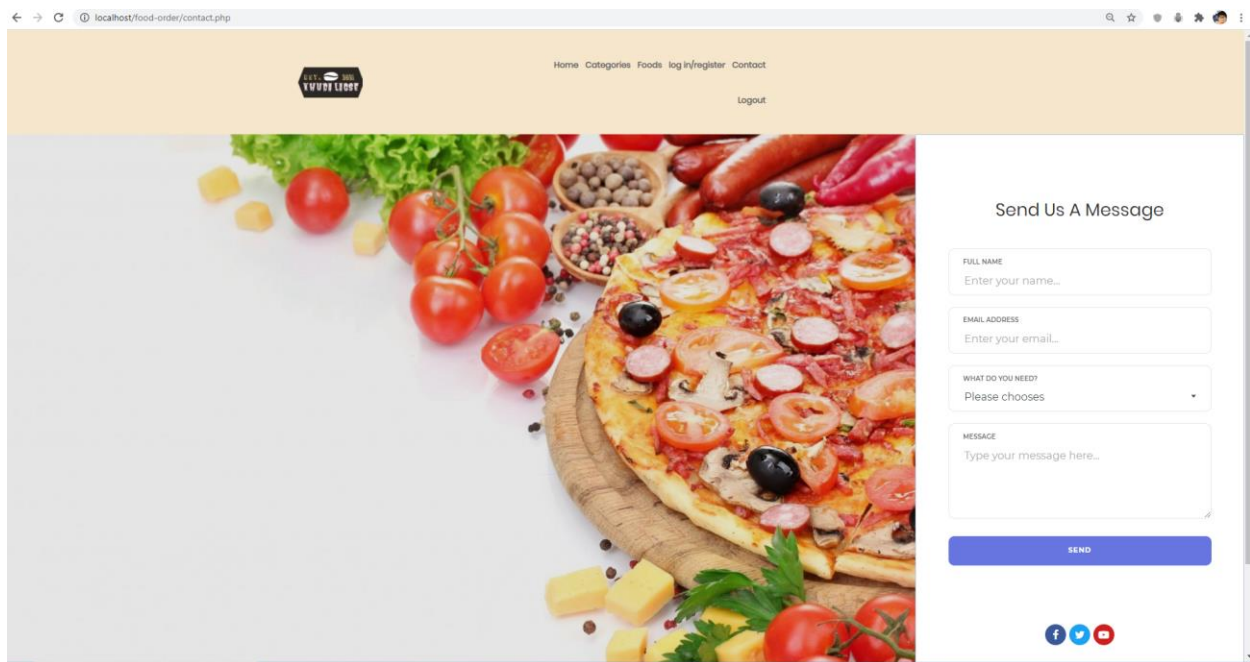 localhost/food-order/contact.php
Home Categories Foods log in/register Contact
Logout
Send Us A Message
FULL NAME
Enter your name...
EMAIL ADDRESS
Enter your email...
WHAT DO YOU NEED?
Please chooses
MESSAGE
Type your message here...
SEND